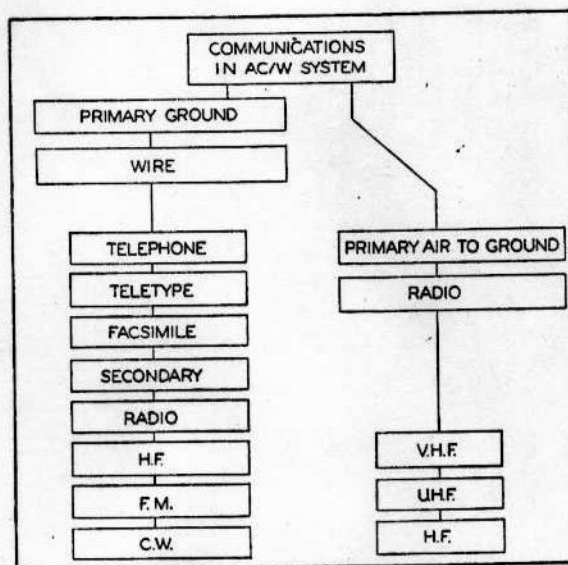 COMMUNICATIONS
IN AC/W SYSTEM
PRIMARY GROUND
WIRE
TELEPHONE
TELETYPE
FACSIMILE
SECONDARY
RADIO
H.F.
F.M.
C.W.
PRIMARY AIR TO GROUND
RADIO
V.H.F.
U.H.F.
H.F.